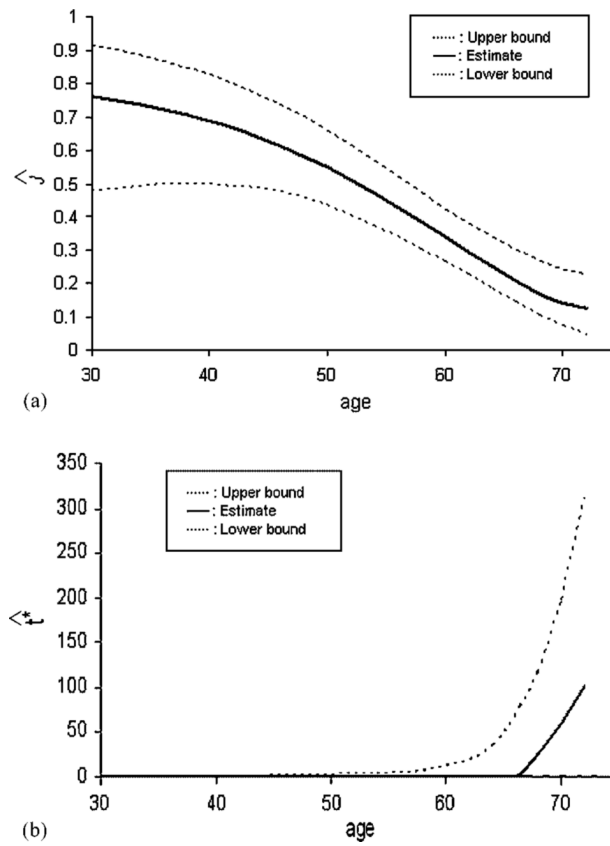 1
0.9
0.8
0.7
0.6
0.5
0.4
0.3
0.2
0.1
0
: Upper bound
: Estimate
: Lower bound
30 40 50 60 70
(a) age
350
300
250
200
150
100
50
0
: Upper bound
: Estimate
: Lower bound
t̂*
30 40 50 60 70
(b) age